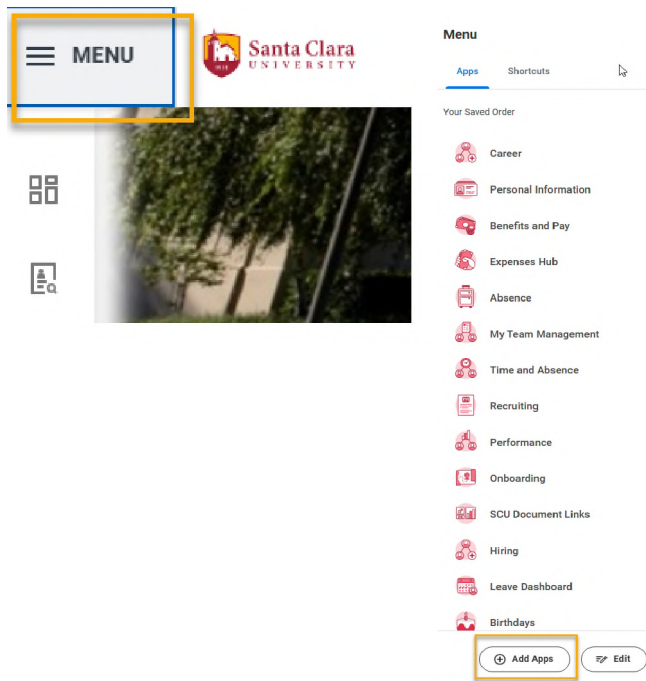 MENU
Santa Clara
UNIVERSITY
Menu
Apps Shortcuts
Your Saved Order
Career
Personal Information
Benefits and Pay
Expenses Hub
Absence
My Team Management
Time and Absence
Recruiting
Performance
Onboarding
SCU Document Links
Hiring
Leave Dashboard
Birthdays
Add Apps Edit